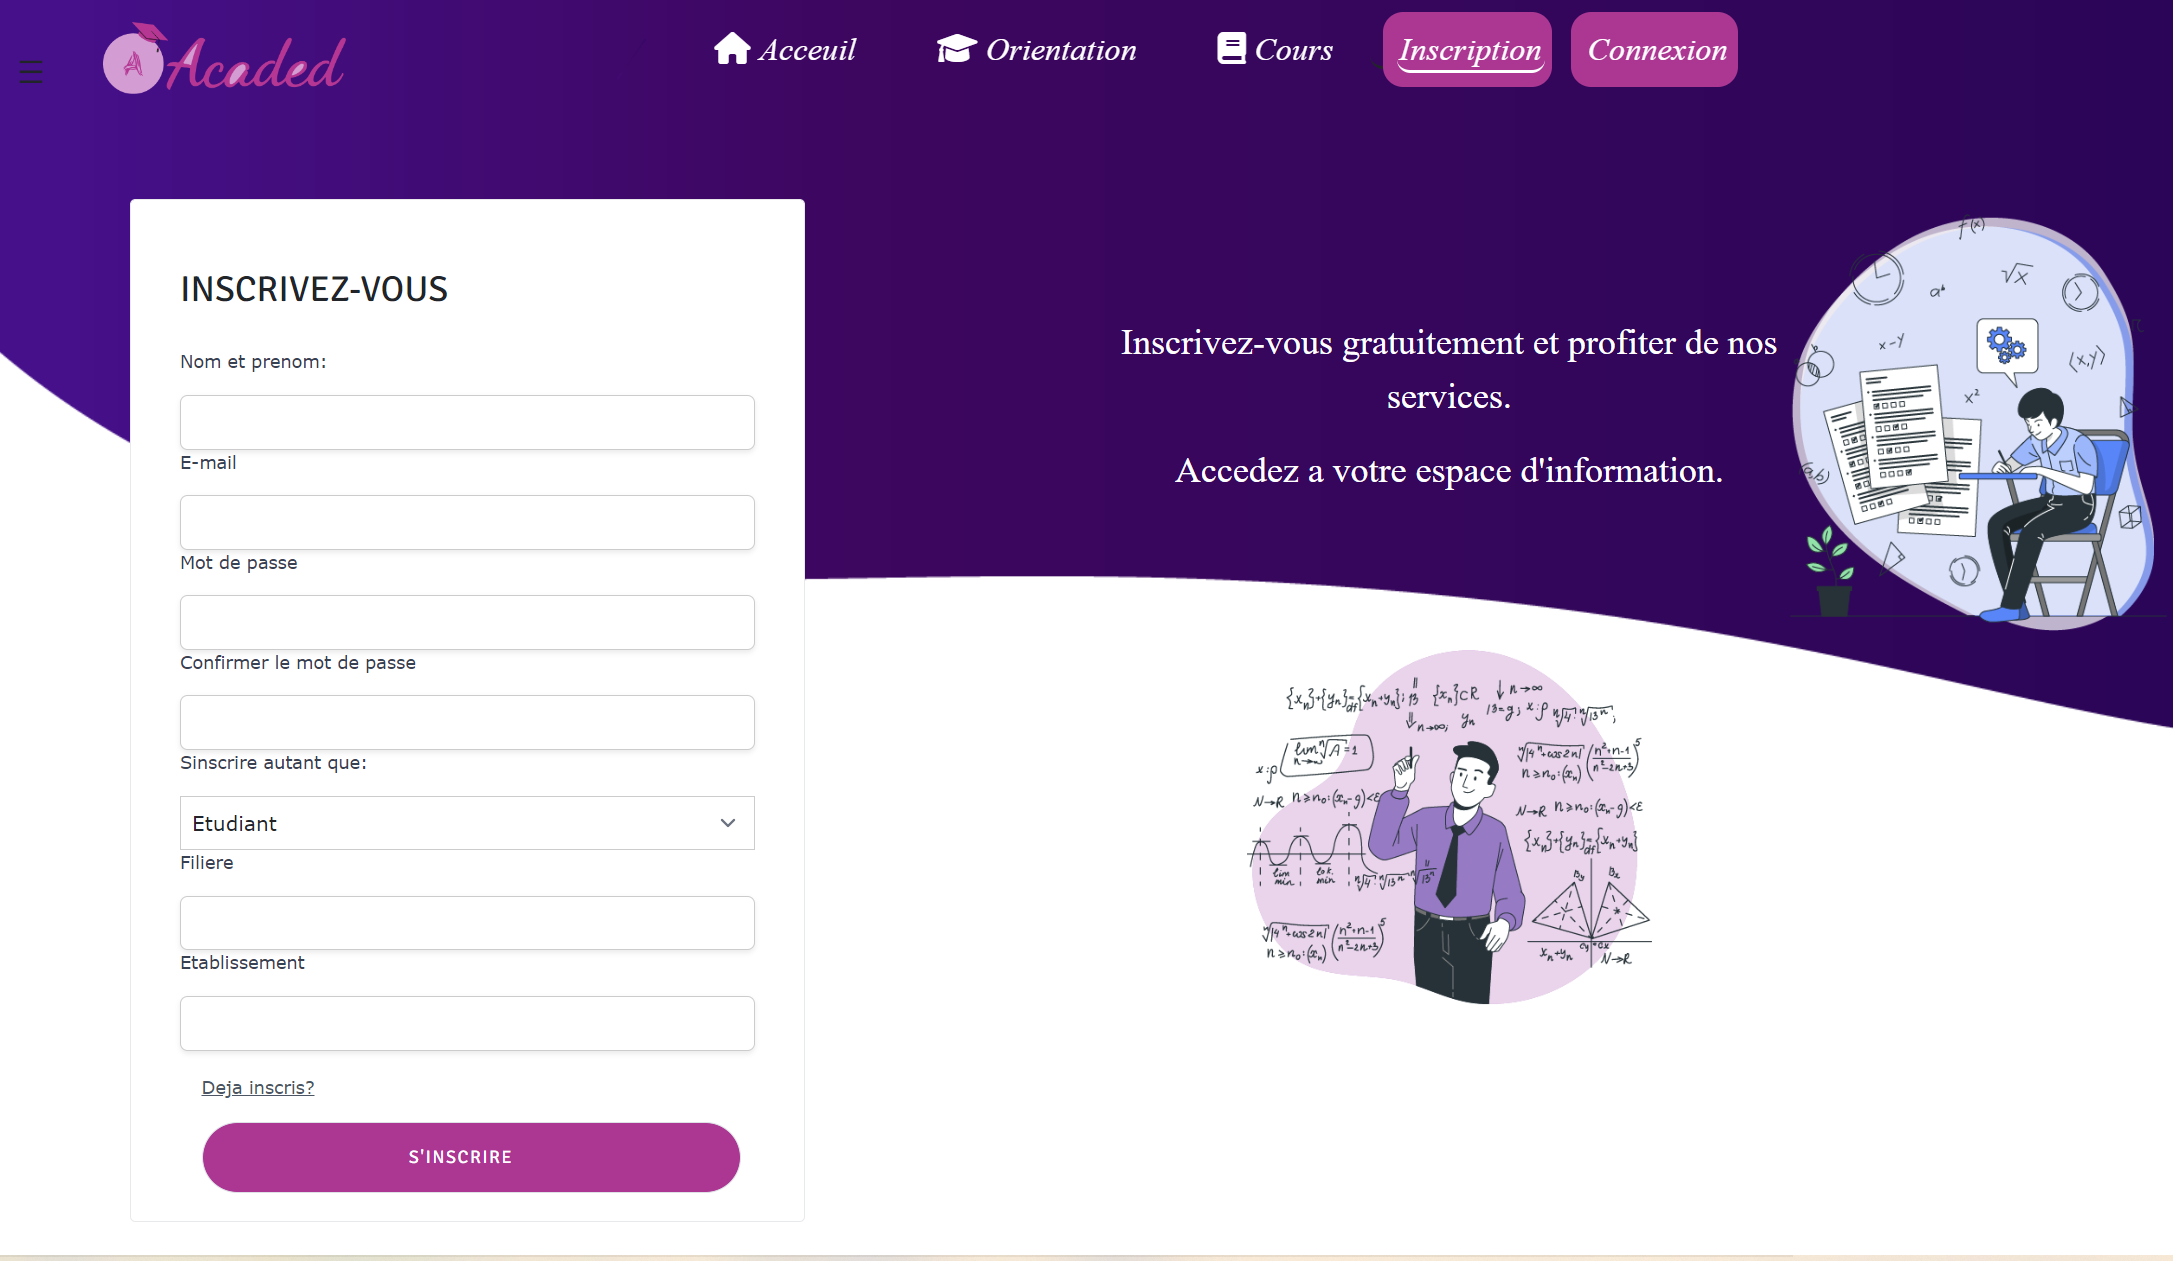 Acaded
Acceuil
Orientation
Cours
Inscription
Connexion
INSCRIVEZ-VOUS
Nom et prenom:
E-mail
Mot de passe
Confirmer le mot de passe
Sinscrire autant que:
Etudiant
Filiere
Etablissement
Deja inscris?
S'INSCRIRE
Inscrivez-vous gratuitement et profiter de nos
services.
Accedez a votre espace d'information.